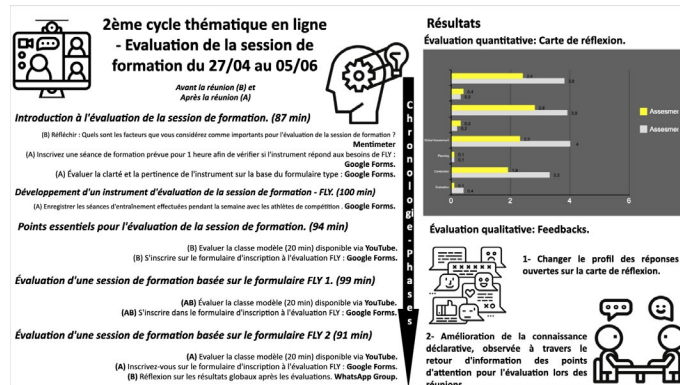 2ème cycle thématique en ligne
- Evaluation de la session de
formation du 27/04 au 05/06
Avant la réunion (B) et
Après la réunion (A)
Introduction à l'évaluation de la session de formation. (87 min)
(B) Réfléchir : Quels sont les facteurs que vous considérez comme importants pour l'évaluation de la session de formation ?
Mentimeter
(A) Inscrivez une séance de formation prévue pour 1 heure afin de vérifier si l'instrument répond aux besoins de FLY :
Google Forms.
(A) Évaluer la clarté et la pertinence de l'instrument sur la base du formulaire type : Google Forms.
Développement d'un instrument d'évaluation de la session de formation - FLY. (100 min)
(A) Enregistrer les séances d'entraînement effectuées pendant la semaine avec les athlètes de compétition . Google Forms.
Points essentiels pour l'évaluation de la session de formation. (94 min)
(B) Evaluer la classe modèle (20 min) disponible via YouTube.
(B) S'inscrire sur le formulaire d'inscription à l'évaluation FLY : Google Forms.
Évaluation d'une session de formation basée sur le formulaire FLY 1. (99 min)
(AB) Évaluer la classe modèle (20 min) disponible via YouTube.
(AB) S'inscrire dans le formulaire d'inscription à l'évaluation FLY : Google Forms.
Évaluation d'une session de formation basée sur le formulaire FLY 2 (91 min)
(A) Evaluer la classe modèle (20 min) disponible via YouTube.
(A) Inscrivez-vous sur le formulaire d'inscription à l'évaluation FLY : Google Forms.
(B) Réflexion sur les résultats globaux après les évaluations. WhatsApp Group.
Chronologie-Phases
Résultats
Évaluation quantitative: Carte de réflexion.
Assesmen
Assesmen
0 2 4 6
Évaluation qualitative: Feedbacks.
1- Changer le profil des réponses
ouvertes sur la carte de réflexion.
2- Amélioration de la connaissance
déclarative, observée à travers le
retour d'information des points
d'attention pour l'évaluation lors des
réunions